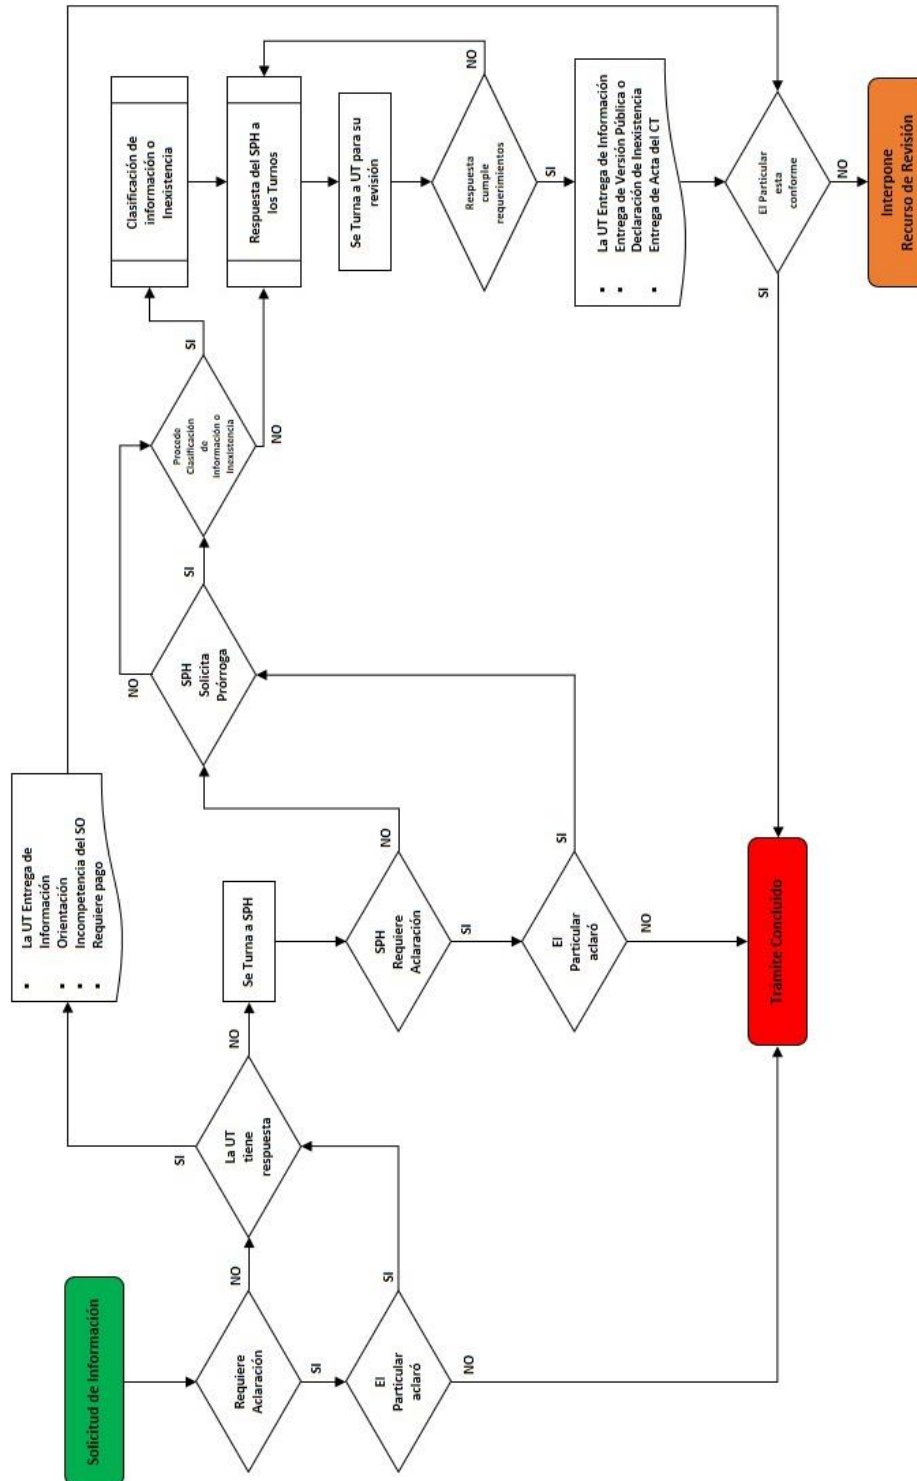 Solicitud de Información
Requiere
Aclaración
NO
SI
El
Particular
aclaró
SI
NO
La UT
tiene
respuesta
SI
NO
▪ La UT Entrega de
Información
▪ Orientación
▪ Incompetencia del SO
▪ Requiere pago
Se Turna a SPH
SPH
Requiere
Aclaración
NO
SI
El
Particular
aclaró
SI
NO
Trámite Concluido
SPH
Solicita
Prórroga
NO
SI
Procede
Clasificación
de
Información o
Inexistencia
SI
NO
Clasificación de
información o
Inexistencia
Respuesta del SPH a
los Turnos
Se Turna a UT para su
revisión
Respuesta
cumple
requerimientos
NO
SI
▪ La UT Entrega de Información
▪ Entrega de Versión Pública o
Declaración de Inexistencia
▪ Entrega de Acta del CT
El Particular
esta
conforme
SI
NO
Interpone
Recurso de Revisión